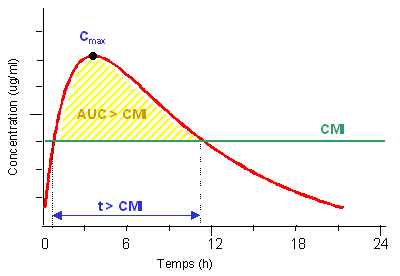 Cmax
AUC > CMI
CMI
t > CMI
Concentration (ug/ml)
0 6 12 18 24
Temps (h)